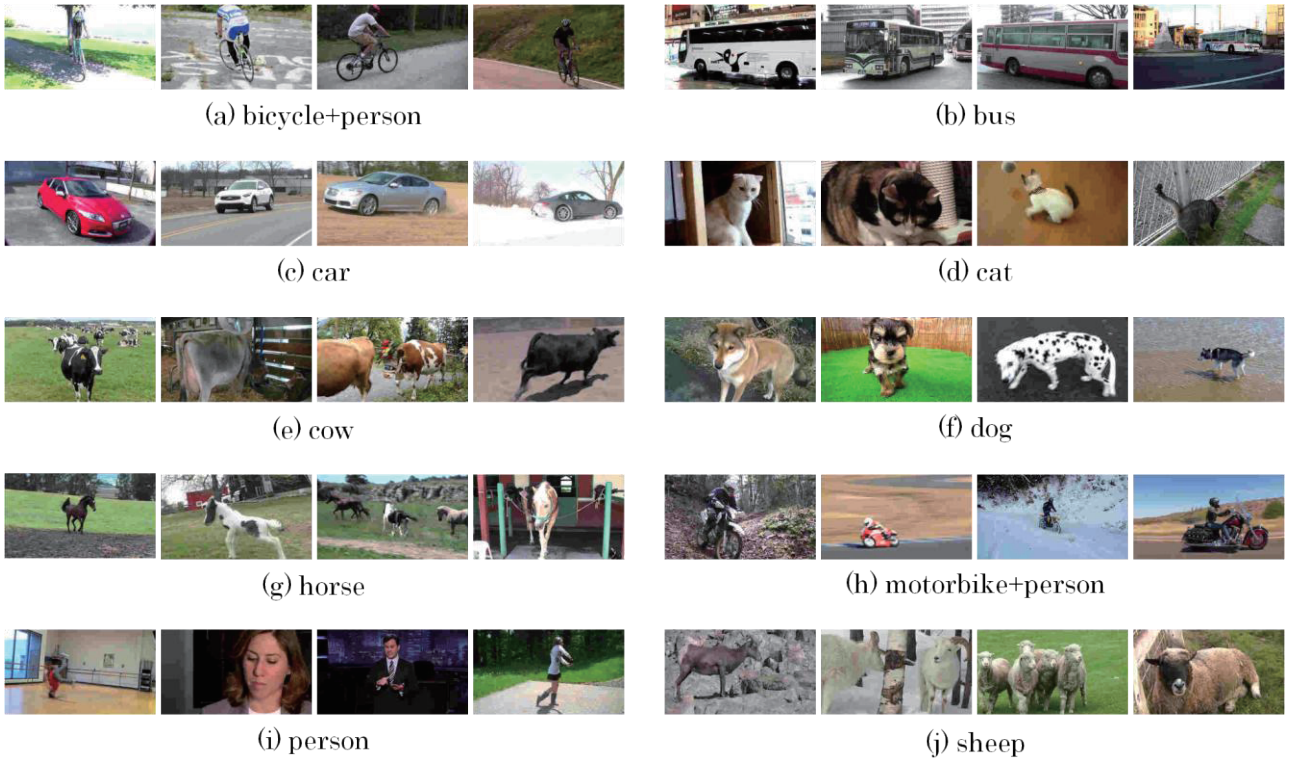 (a) bicycle+person
(b) bus
(c) car
(d) cat
(e) cow
(f) dog
(g) horse
(h) motorbike+person
(i) person
(j) sheep